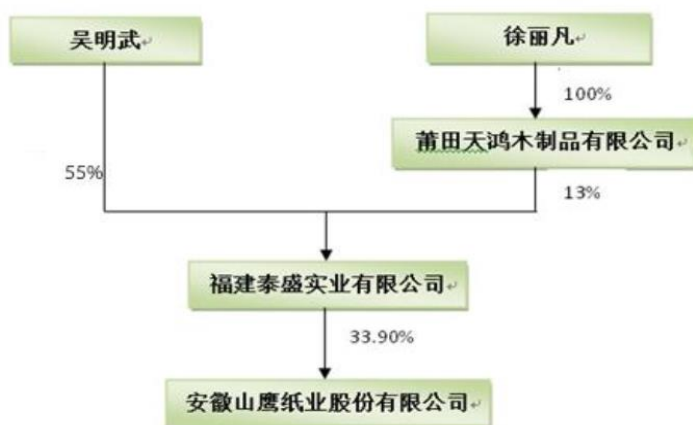 吴明武
徐丽凡
100%
莆田天鸿木制品有限公司
55%
13%
福建泰盛实业有限公司
33.90%
安徽山鹰纸业股份有限公司